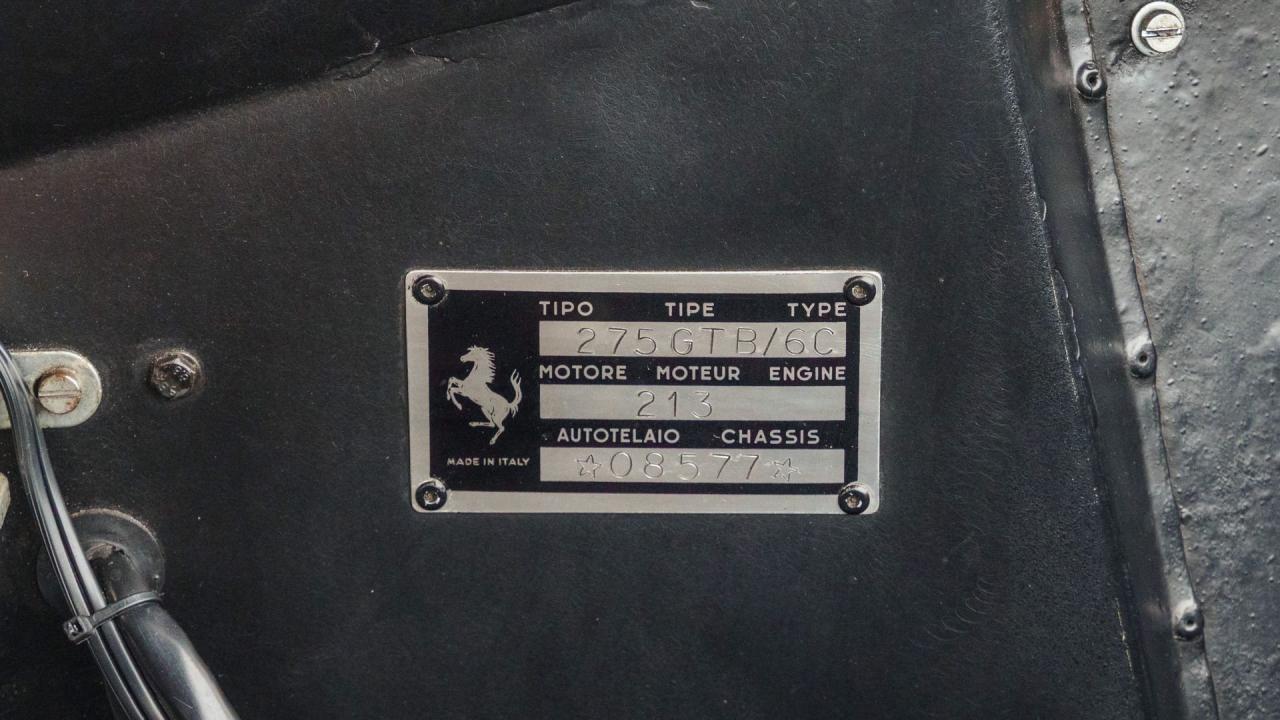 TIPO TIPE TYPE
275 GTB/6C
MOTORE MOTEUR ENGINE
213
AUTOTELAIO CHASSIS
☆08577☆
MADE IN ITALY